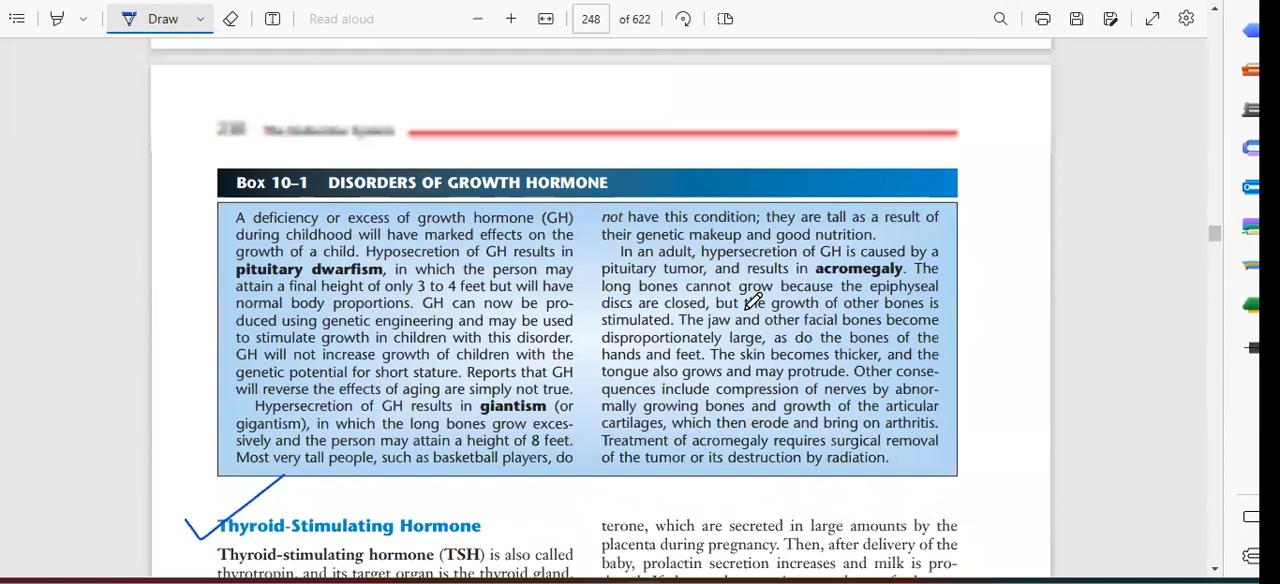 Draw
Read aloud
248 of 622
Box 10–1 DISORDERS OF GROWTH HORMONE
A deficiency or excess of growth hormone (GH)
during childhood will have marked effects on the
growth of a child. Hyposecretion of GH results in
pituitary dwarfism, in which the person may
attain a final height of only 3 to 4 feet but will have
normal body proportions. GH can now be pro-
duced using genetic engineering and may be used
to stimulate growth in children with this disorder.
GH will not increase growth of children with the
genetic potential for short stature. Reports that GH
will reverse the effects of aging are simply not true.
Hypersecretion of GH results in giantism (or
gigantism), in which the long bones grow exces-
sively and the person may attain a height of 8 feet.
Most very tall people, such as basketball players, do
not have this condition; they are tall as a result of
their genetic makeup and good nutrition.
In an adult, hypersecretion of GH is caused by a
pituitary tumor, and results in acromegaly. The
long bones cannot grow because the epiphyseal
discs are closed, but the growth of other bones is
stimulated. The jaw and other facial bones become
disproportionately large, as do the bones of the
hands and feet. The skin becomes thicker, and the
tongue also grows and may protrude. Other conse-
quences include compression of nerves by abnor-
mally growing bones and growth of the articular
cartilages, which then erode and bring on arthritis.
Treatment of acromegaly requires surgical removal
of the tumor or its destruction by radiation.
Thyroid-Stimulating Hormone
Thyroid-stimulating hormone (TSH) is also called
thyrotropin, and its target organ is the thyroid gland.
terone, which are secreted in large amounts by the
placenta during pregnancy. Then, after delivery of the
baby, prolactin secretion increases and milk is pro-